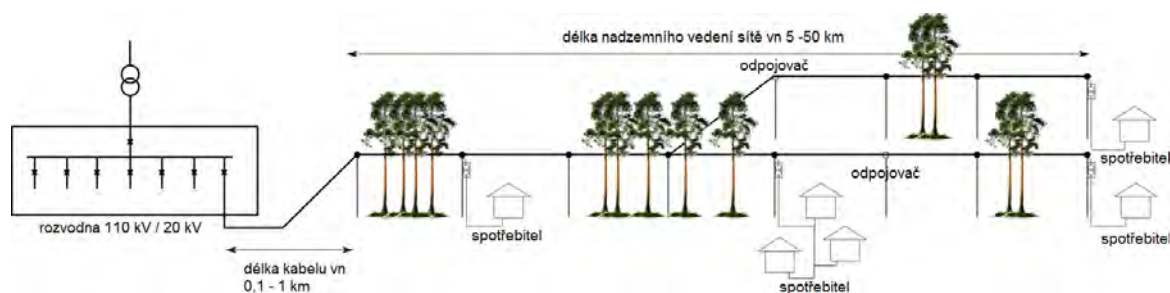 délka nadzemního vedení sítě vn 5 -50 km
odpojovač
spotřebitel
odpojovač
rozvodna 110 kV / 20 kV
spotřebitel
spotřebitel
délka kabelu vn
0,1 - 1 km
spotřebitel